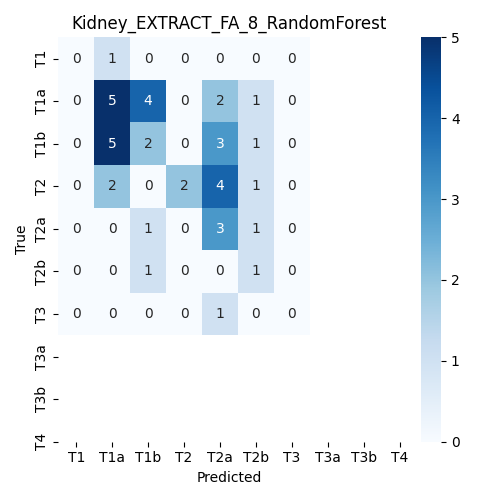 Kidney_EXTRACT_FA_8_RandomForest
T1 0 1 0 0 0 0 0
T1a 0 5 4 0 2 1 0
T1b 0 5 2 0 3 1 0
T2 0 2 0 2 4 1 0
T2a 0 0 1 0 3 1 0
T2b 0 0 1 0 0 1 0
T3 0 0 0 0 1 0 0
T3a
T3b
T4
T1 T1a T1b T2 T2a T2b T3 T3a T3b T4
Predicted
True
5
4
3
2
1
0